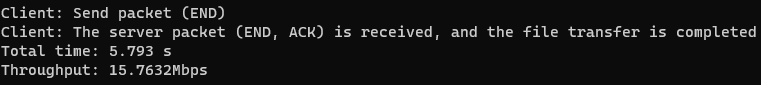 Client: Send packet (END)
Client: The server packet (END, ACK) is received, and the file transfer is completed
Total time: 5.793 s
Throughput: 15.7632Mbps